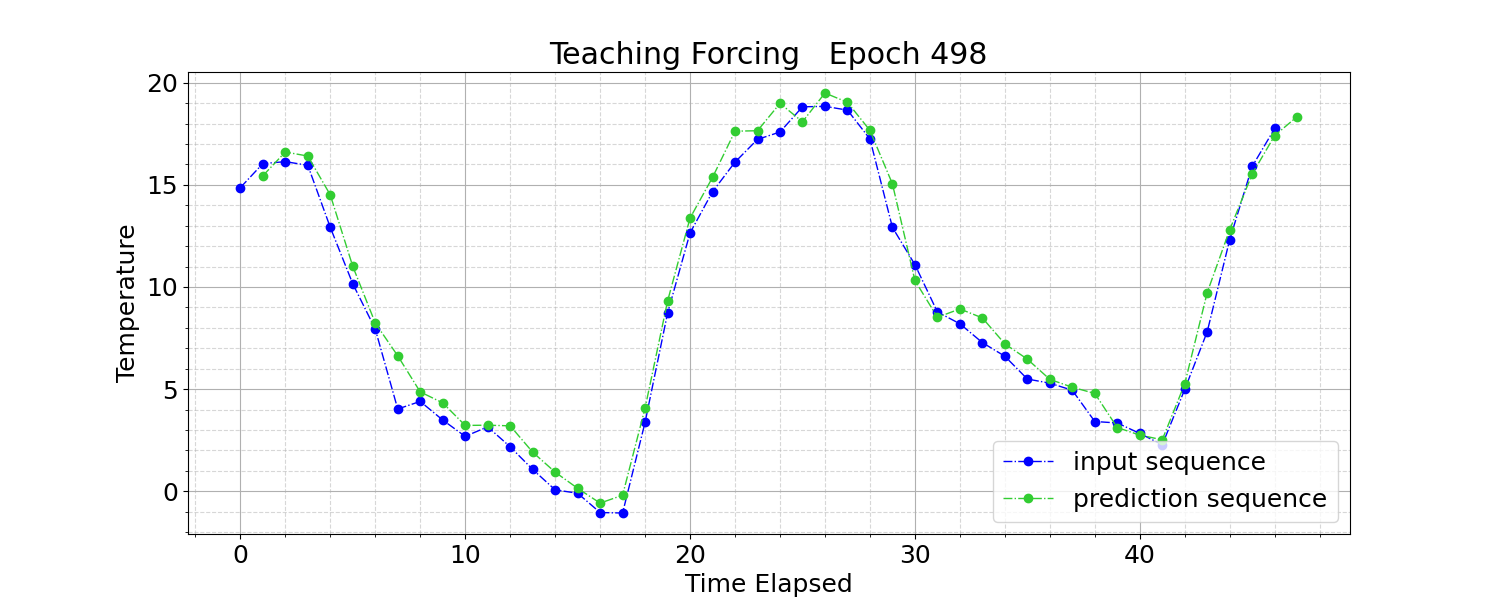 Teaching Forcing   Epoch 498
20
15
10
5
0
Temperature
input sequence
prediction sequence
0 10 20 30 40
Time Elapsed